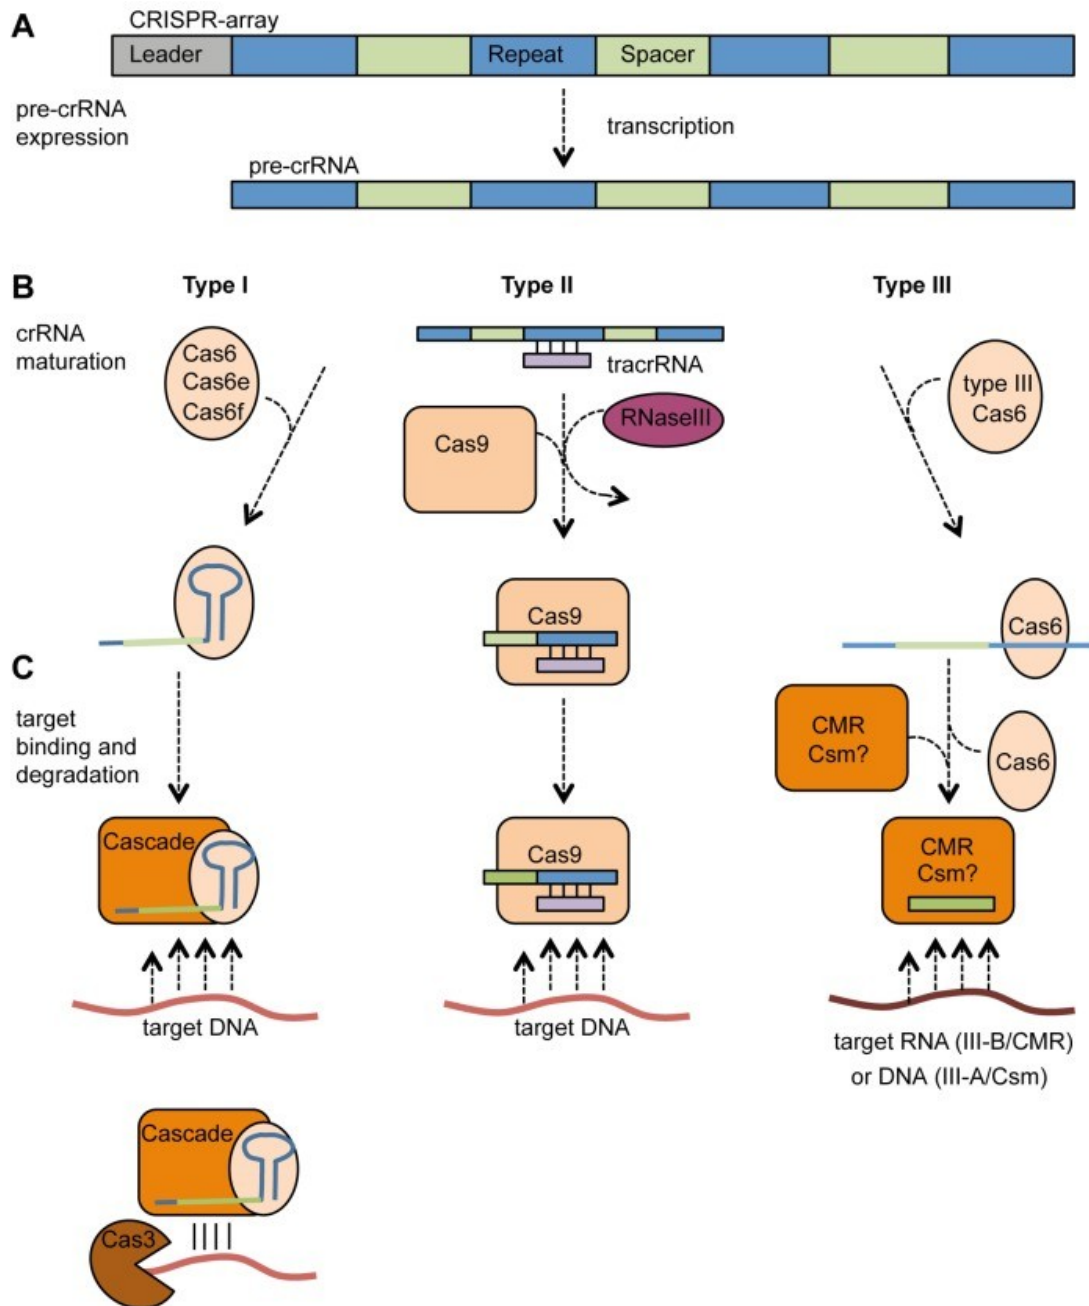 A
CRISPR-array
Leader
Repeat
Spacer
pre-crRNA
expression
transcription
pre-crRNA
B
Type I
Type II
Type III
crRNA
maturation
Cas6
Cas6e
Cas6f
tracrRNA
RNaseIII
Cas9
type III
Cas6
Cas9
Cas6
C
target
binding and
degradation
CMR
Csm?
Cas6
Cascade
Cas9
CMR
Csm?
target DNA
target DNA
target RNA (III-B/CMR)
or DNA (III-A/Csm)
Cascade
Cas3